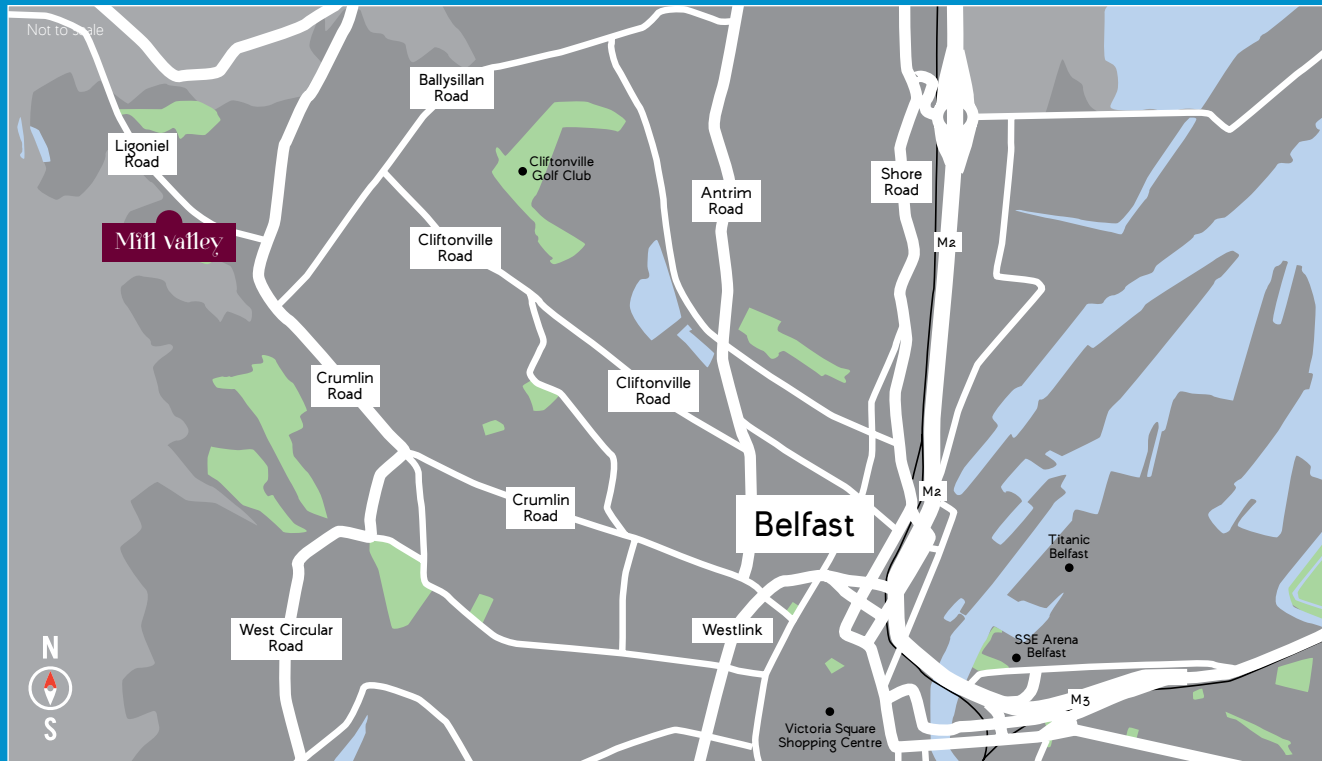 Not to scale
Ballysillan
Road
Ligoniel
Road
Cliftonville
Golf Club
Shore
Road
Antrim
Road
Mill Valley
Cliftonville
Road
M2
Crumlin
Road
Cliftonville
Road
Crumlin
Road
M2
Belfast
Titanic
Belfast
West Circular
Road
Westlink
SSE Arena
Belfast
N
S
M3
Victoria Square
Shopping Centre